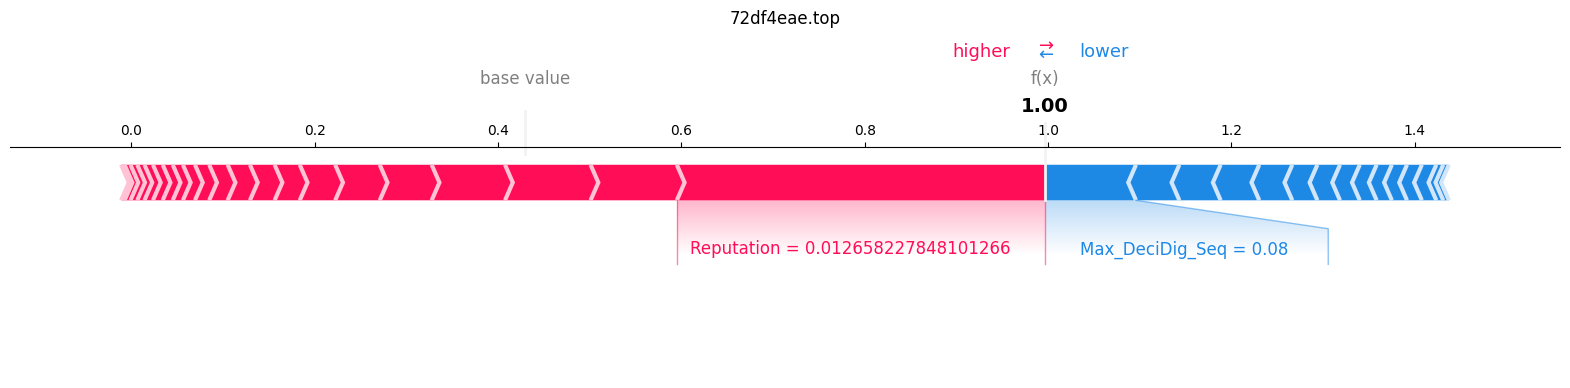 72df4eae.top
higher ⇄ lower
base value f(x)
1.00
0.0 0.2 0.4 0.6 0.8 1.0 1.2 1.4
Reputation = 0.012658227848101266 Max_DeciDig_Seq = 0.08